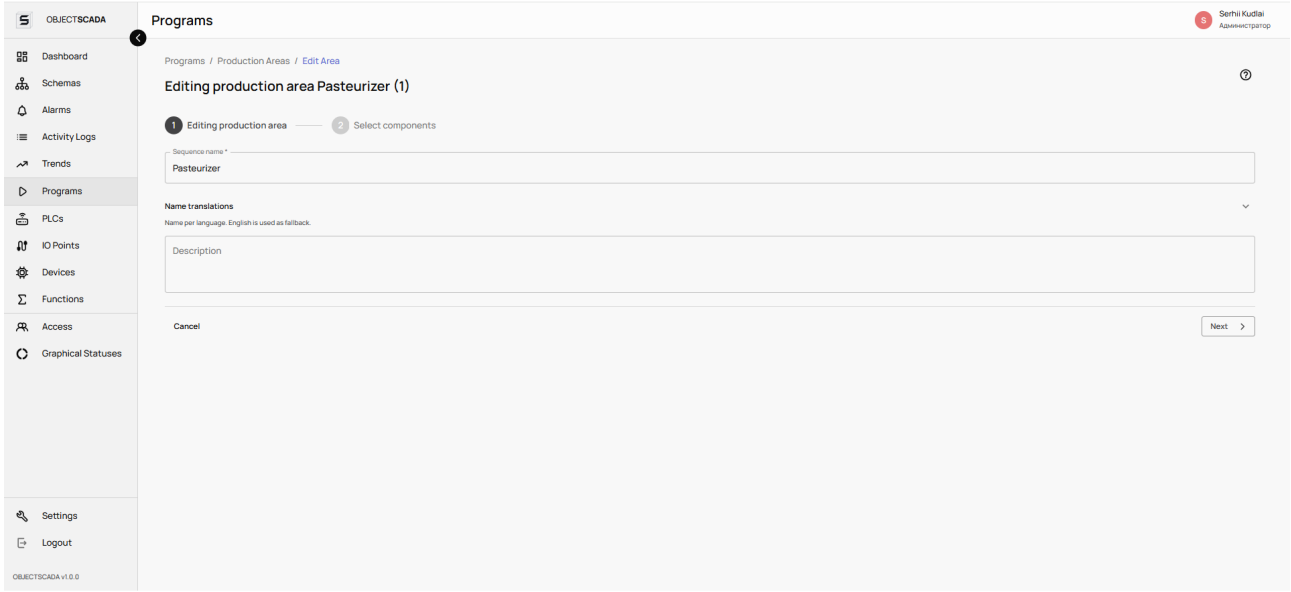 OBJECTSCADA
Programs
S
Serhii Kudlai
Администратор
Dashboard
Schemas
Alarms
Activity Logs
Trends
Programs
PLCs
IO Points
Devices
Functions
Access
Graphical Statuses
Settings
Logout
OBJECTSCADA v1.0.0
Programs / Production Areas / Edit Area
Editing production area Pasteurizer (1)
1 Editing production area
2 Select components
Sequence name *
Pasteurizer
Name translations
Name per language. English is used as fallback.
Description
Cancel
Next